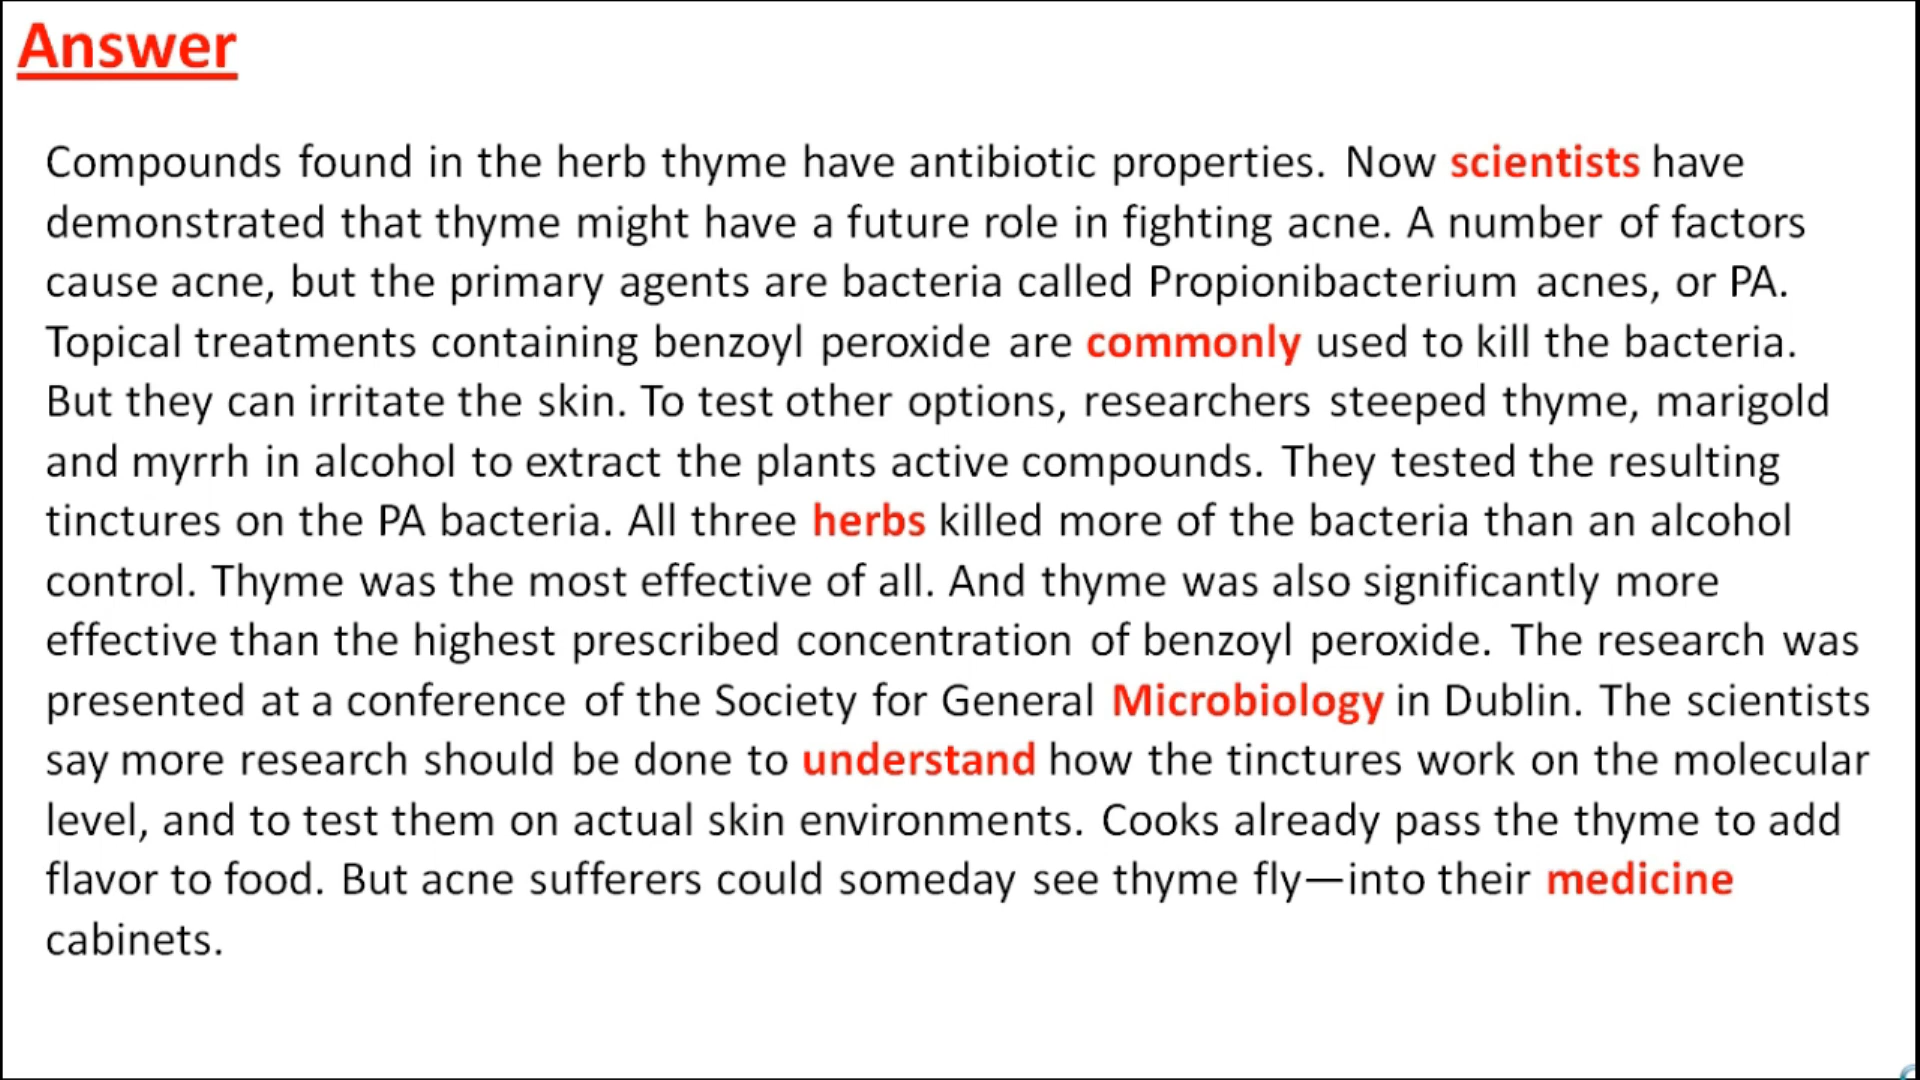 Answer
Compounds found in the herb thyme have antibiotic properties. Now scientists have
demonstrated that thyme might have a future role in fighting acne. A number of factors
cause acne, but the primary agents are bacteria called Propionibacterium acnes, or PA.
Topical treatments containing benzoyl peroxide are commonly used to kill the bacteria.
But they can irritate the skin. To test other options, researchers steeped thyme, marigold
and myrrh in alcohol to extract the plants active compounds. They tested the resulting
tinctures on the PA bacteria. All three herbs killed more of the bacteria than an alcohol
control. Thyme was the most effective of all. And thyme was also significantly more
effective than the highest prescribed concentration of benzoyl peroxide. The research was
presented at a conference of the Society for General Microbiology in Dublin. The scientists
say more research should be done to understand how the tinctures work on the molecular
level, and to test them on actual skin environments. Cooks already pass the thyme to add
flavor to food. But acne sufferers could someday see thyme fly—into their medicine
cabinets.